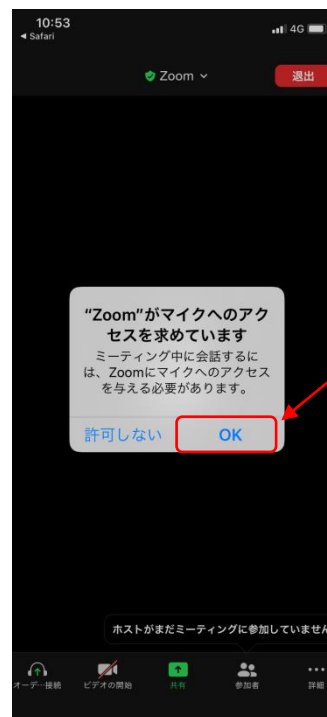 10:53
◀ Safari
4G
Zoom
退出
"Zoom"がマイクへのアク
セスを求めています
ミーティング中に会話するに
は、Zoomにマイクへのアクセス
を与える必要があります。
許可しない
OK
ホストがまだミーティングに参加していません
オーデ…接続
ビデオの開始
共有
参加者
詳細